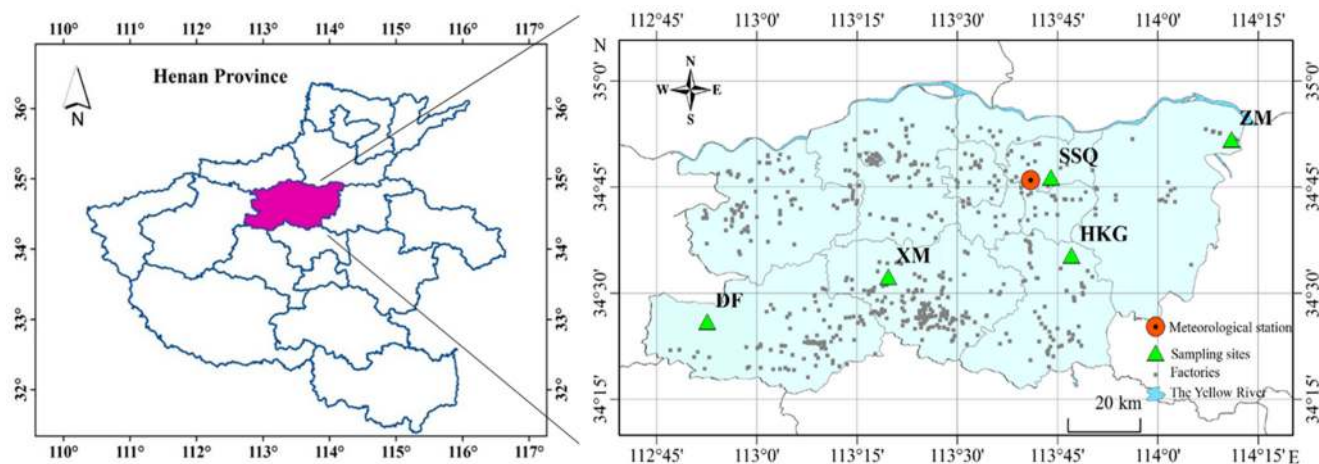 110° 111° 112° 113° 114° 115° 116° 117°
Henan Province
N
36°
35°
34°
33°
32°
36°
35°
34°
33°
32°
110° 111° 112° 113° 114° 115° 116° 117°
112°45' 113°0' 113°15' 113°30' 113°45' 114°0' 114°15'
N
N
W E
S
35°0'
34°45'
34°30'
34°15'
35°0'
34°45'
34°30'
34°15'
ZM
SSQ
HKG
XM
DF
Meteorological station
Sampling sites
Factories
The Yellow River
20 km
112°45' 113°0' 113°15' 113°30' 113°45' 114°0' 114°15' E